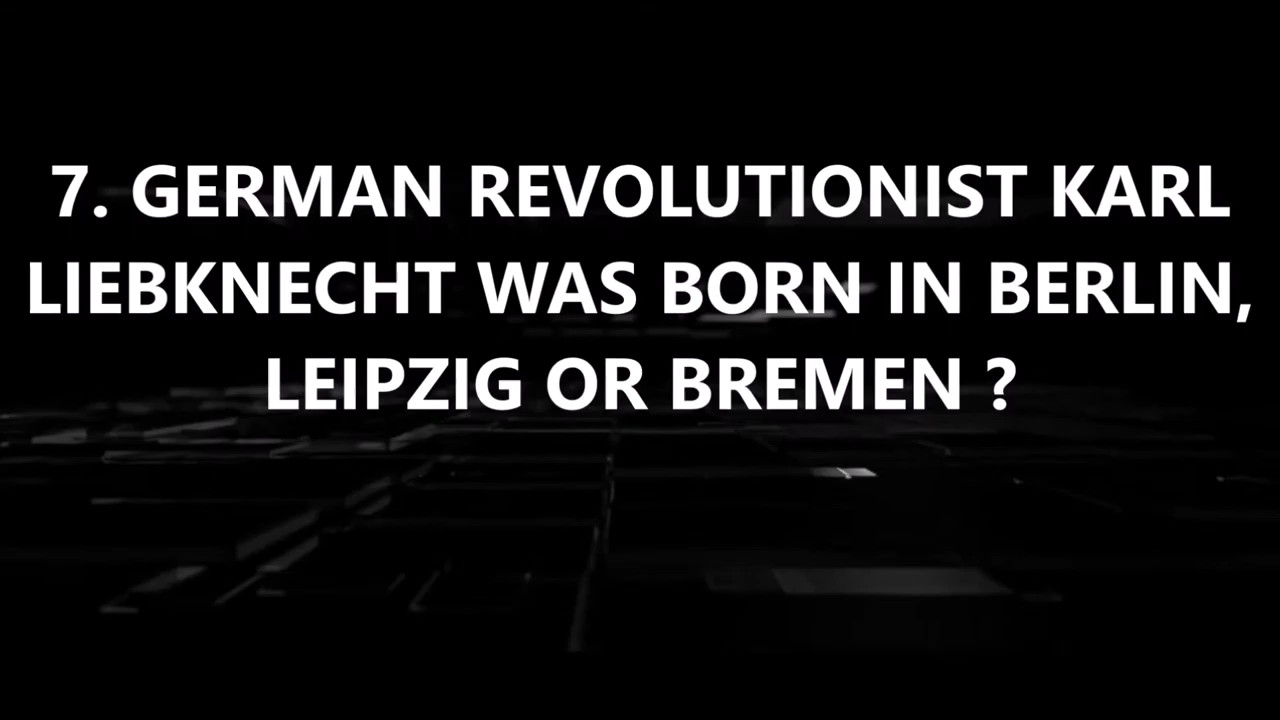 7. GERMAN REVOLUTIONIST KARL
LIEBKNECHT WAS BORN IN BERLIN,
LEIPZIG OR BREMEN ?